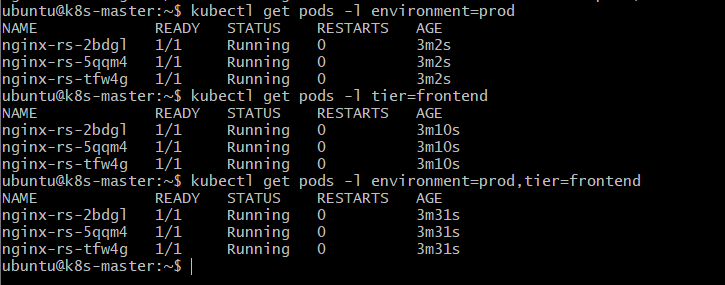 ubuntu@k8s-master:~$ kubectl get pods -l environment=prod
NAME READY STATUS RESTARTS AGE
nginx-rs-2bdgl 1/1 Running 0 3m2s
nginx-rs-5qqm4 1/1 Running 0 3m2s
nginx-rs-tfw4g 1/1 Running 0 3m2s
ubuntu@k8s-master:~$ kubectl get pods -l tier=frontend
NAME READY STATUS RESTARTS AGE
nginx-rs-2bdgl 1/1 Running 0 3m10s
nginx-rs-5qqm4 1/1 Running 0 3m10s
nginx-rs-tfw4g 1/1 Running 0 3m10s
ubuntu@k8s-master:~$ kubectl get pods -l environment=prod,tier=frontend
NAME READY STATUS RESTARTS AGE
nginx-rs-2bdgl 1/1 Running 0 3m31s
nginx-rs-5qqm4 1/1 Running 0 3m31s
nginx-rs-tfw4g 1/1 Running 0 3m31s
ubuntu@k8s-master:~$